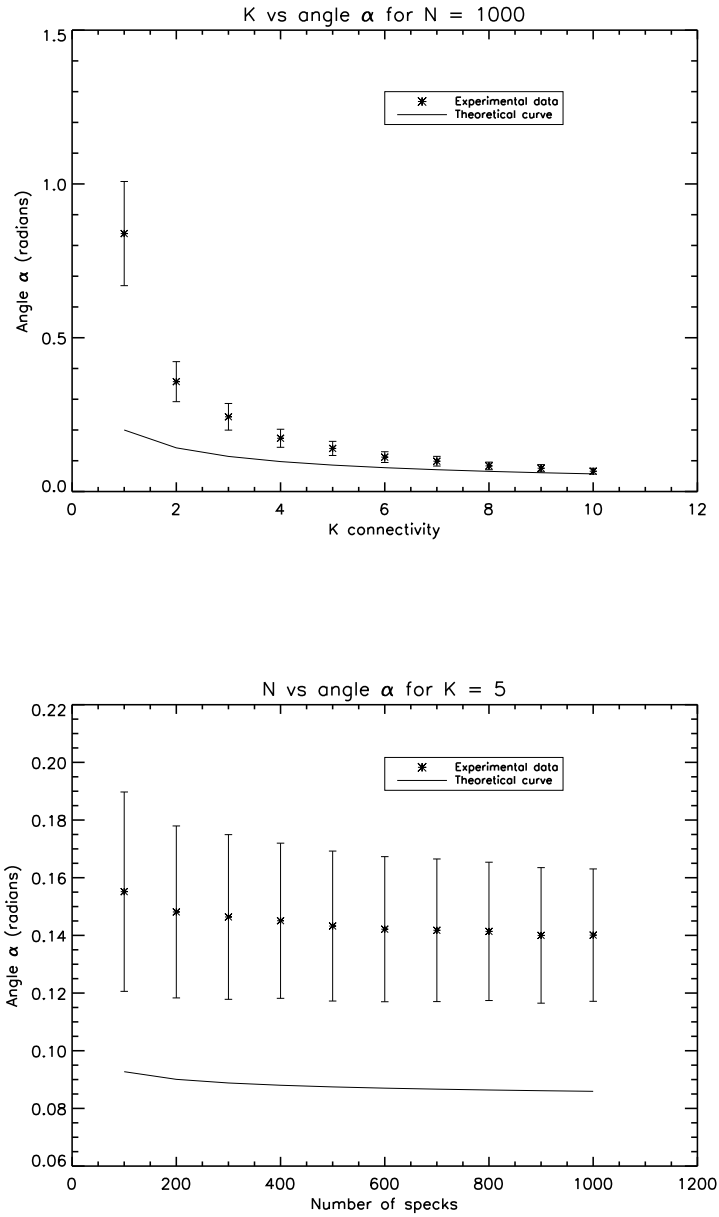 K vs angle α for N = 1000
1.5
1.0
0.5
0.0
Angle α (radians)
Experimental data
Theoretical curve
0 2 4 6 8 10 12
K connectivity
N vs angle α for K = 5
0.22
0.20
0.18
0.16
0.14
0.12
0.10
0.08
0.06
Angle α (radians)
Experimental data
Theoretical curve
0 200 400 600 800 1000 1200
Number of specks